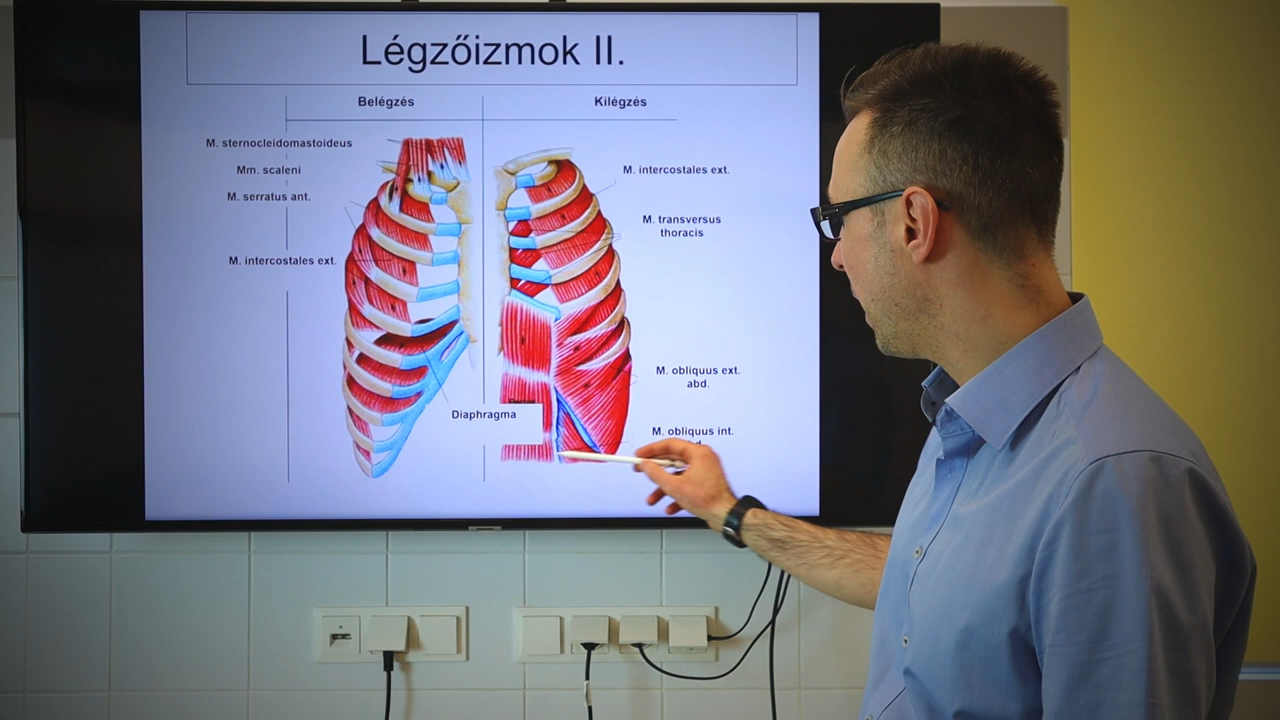 Légzőizmok II.
Belégzés
Kilégzés
M. sternocleidomastoideus
Mm. scaleni
M. serratus ant.
M. intercostales ext.
Diaphragma
M. intercostales ext.
M. transversus
thoracis
M. obliquus ext.
abd.
M. obliquus int.